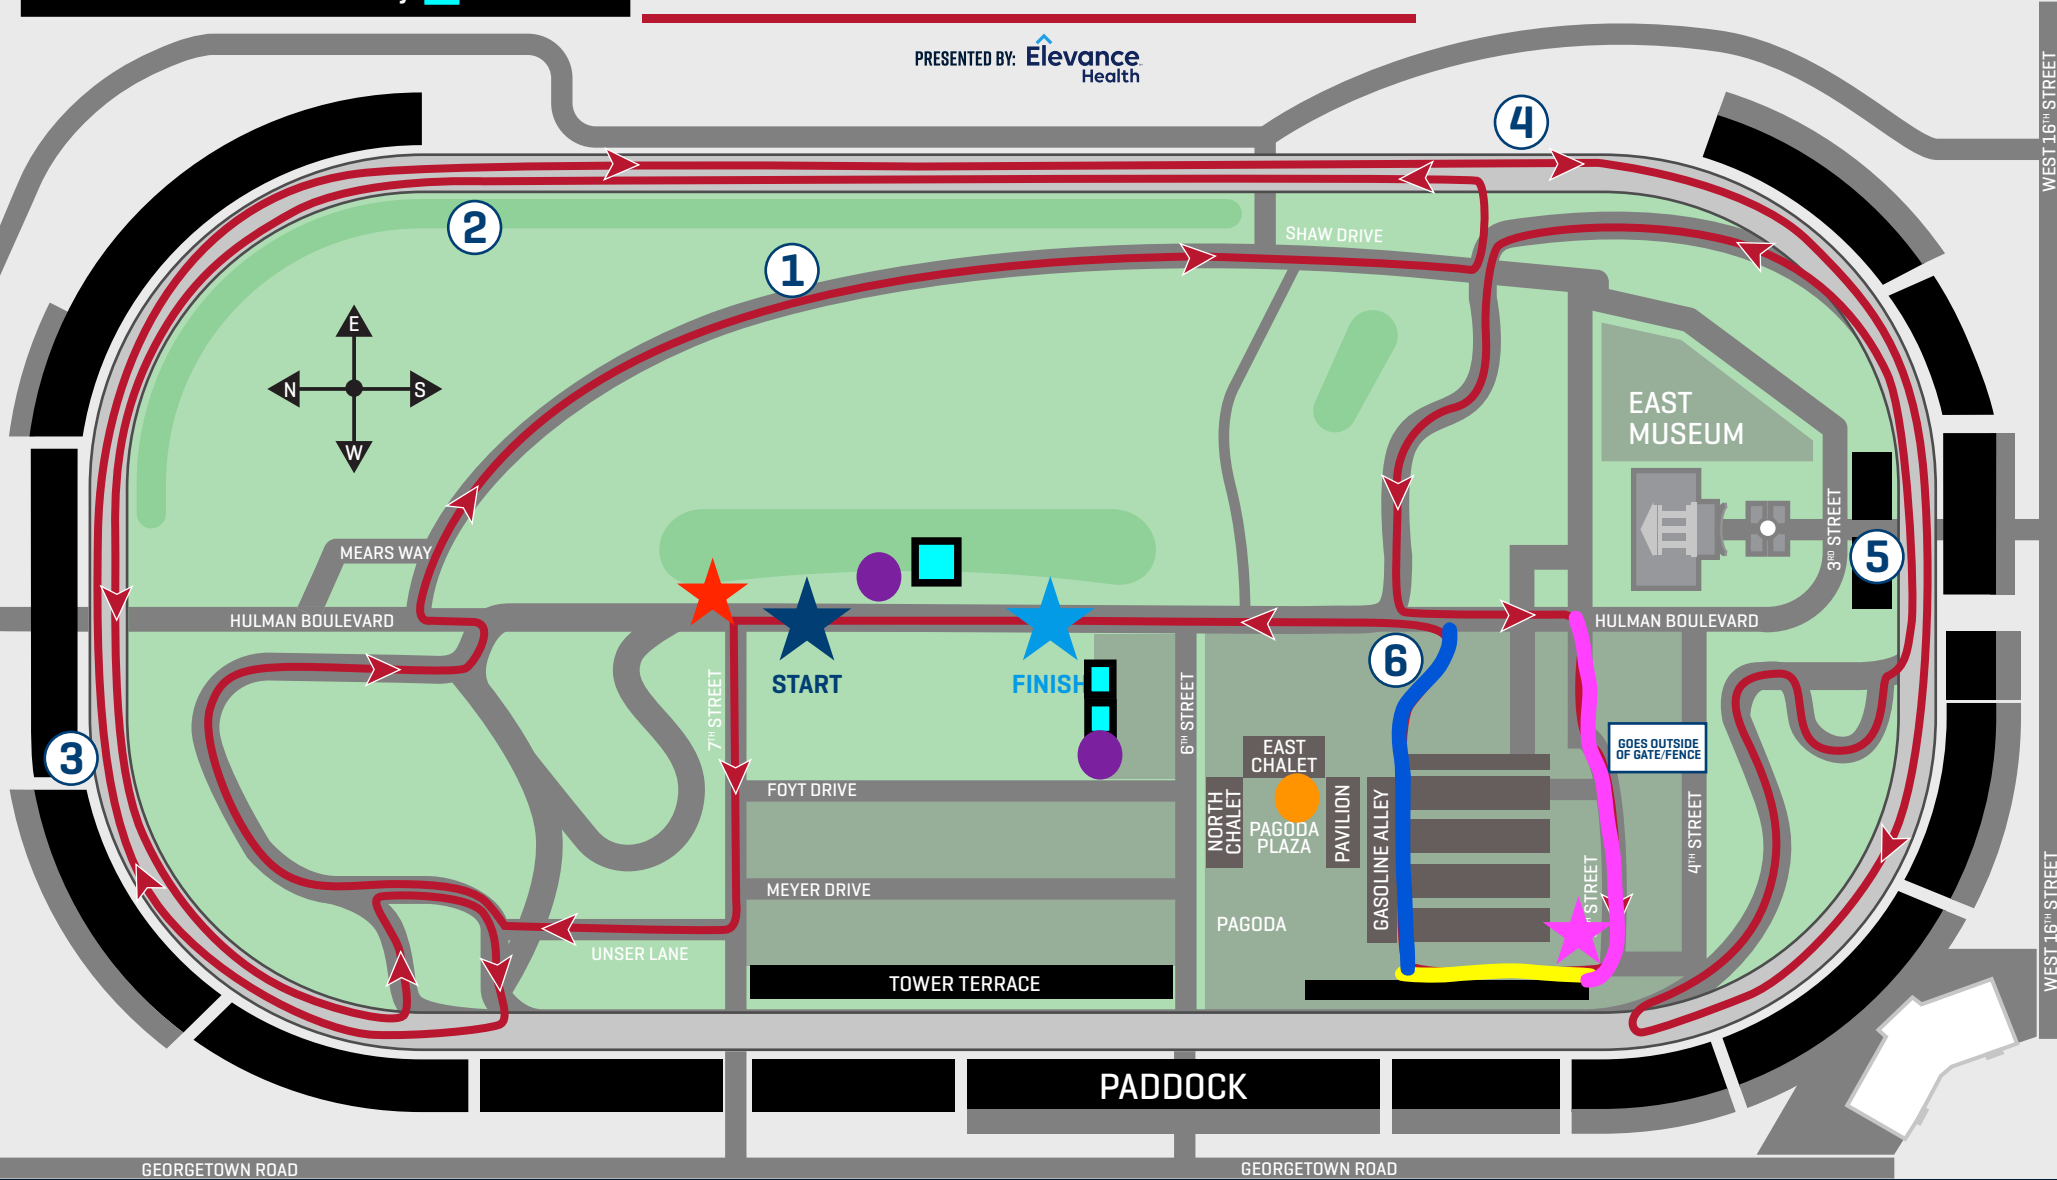 PRESENTED BY: Elevance
Health
WEST 16TH STREET
4
2
1
SHAW DRIVE
E
N
S
W
EAST
MUSEUM
3RD STREET
5
MEARS WAY
HULMAN BOULEVARD
HULMAN BOULEVARD
START
FINISH
6
7TH STREET
6TH STREET
GOES OUTSIDE
OF GATE/FENCE
3
FOYT DRIVE
EAST
CHALET
NORTH
CHALET
PAGODA
PLAZA
PAVILION
GASOLINE ALLEY
4TH STREET
STREET
MEYER DRIVE
PAGODA
UNSER LANE
TOWER TERRACE
WEST 16TH STREET
PADDOCK
GEORGETOWN ROAD
GEORGETOWN ROAD